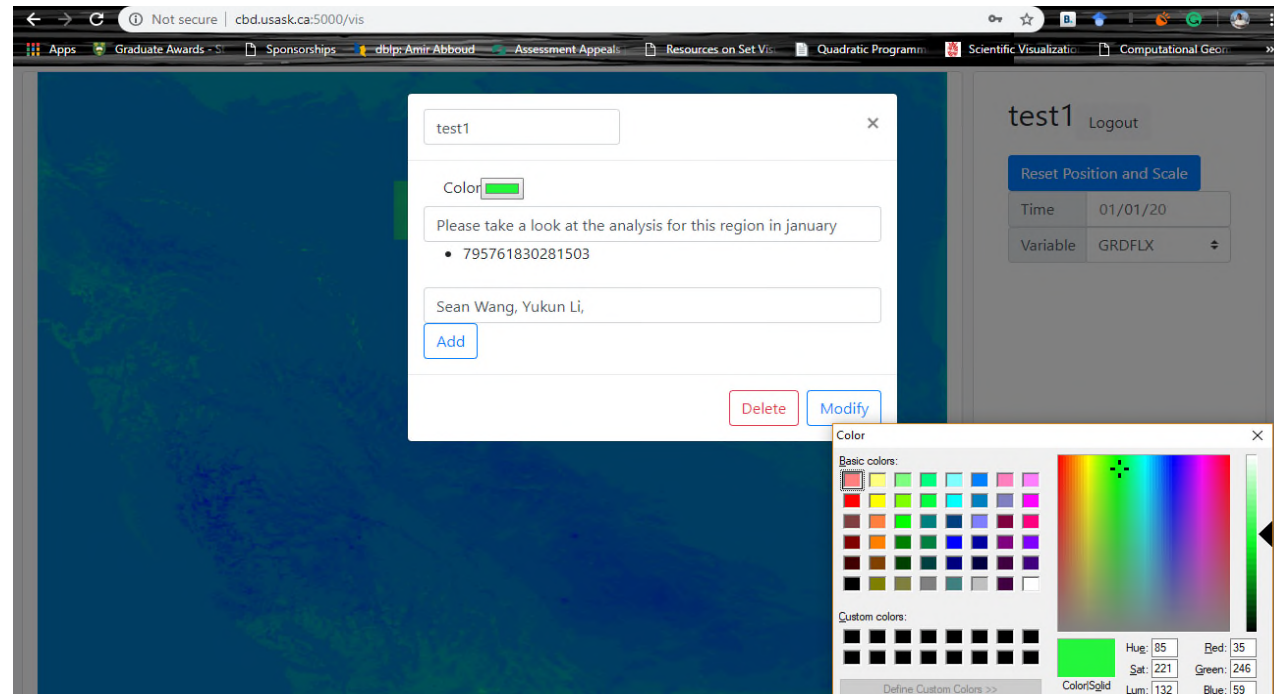 Not secure | cbd.usask.ca:5000/vis
B.
Apps Graduate Awards - S Sponsorships dblp: Amir Abboud Assessment Appeals Resources on Set Vis Quadratic Programm Scientific Visualizatio Computational Geom »
test1 ×
Color
Please take a look at the analysis for this region in january
• 795761830281503
Sean Wang, Yukun Li,
Add
Delete Modify
test1 Logout
Reset Position and Scale
Time 01/01/20
Variable GRDFLX
Color
Basic colors:
Custom colors:
Define Custom Colors >>
Color|Solid
Hue: 85 Red: 35
Sat: 221 Green: 246
Lum: 132 Blue: 59